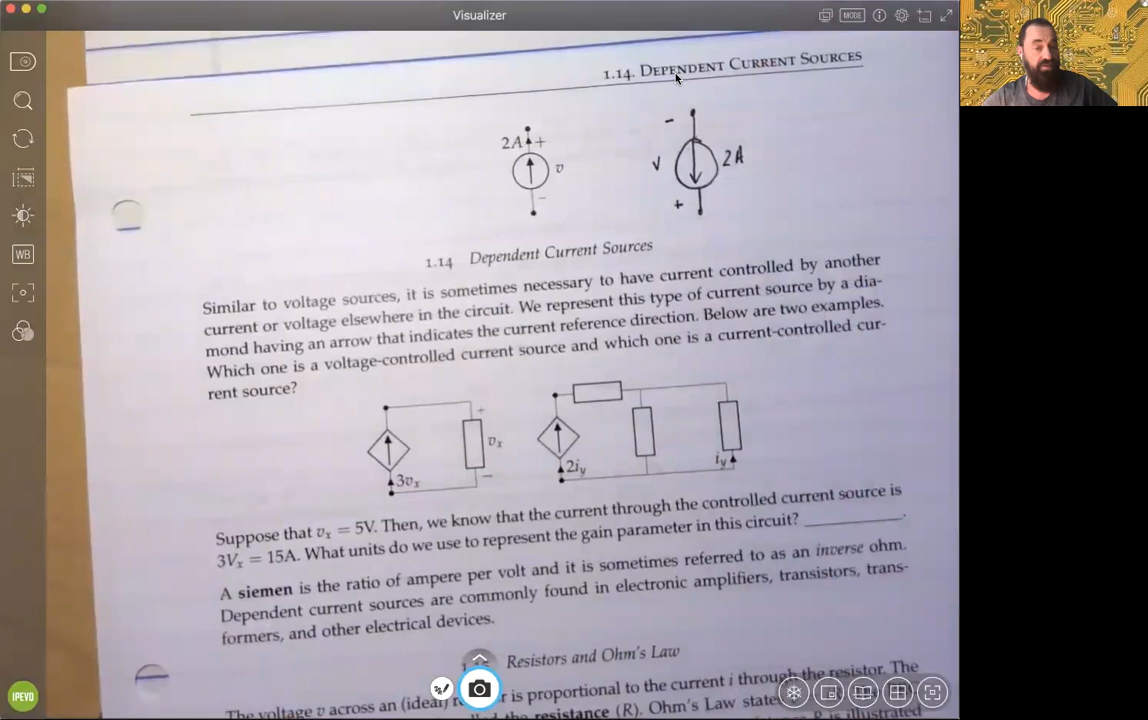 Visualizer
MODE
WB
IPEVO
1.14. DEPENDENT CURRENT SOURCES
2A + v −
− v + 2A
1.14 Dependent Current Sources
Similar to voltage sources, it is sometimes necessary to have current controlled by another
current or voltage elsewhere in the circuit. We represent this type of current source by a dia-
mond having an arrow that indicates the current reference direction. Below are two examples.
Which one is a voltage-controlled current source and which one is a current-controlled cur-
rent source?
+ vₓ −
3vₓ
2iᵧ
iᵧ
Suppose that vₓ = 5V. Then, we know that the current through the controlled current source is
3Vₓ = 15A. What units do we use to represent the gain parameter in this circuit? ________.
A siemen is the ratio of ampere per volt and it is sometimes referred to as an inverse ohm.
Dependent current sources are commonly found in electronic amplifiers, transistors, trans-
formers, and other electrical devices.
Resistors and Ohm's Law
The voltage v across an (ideal) r is proportional to the current i through the resistor. The
the resistance (R). Ohm's Law state
is illustrated